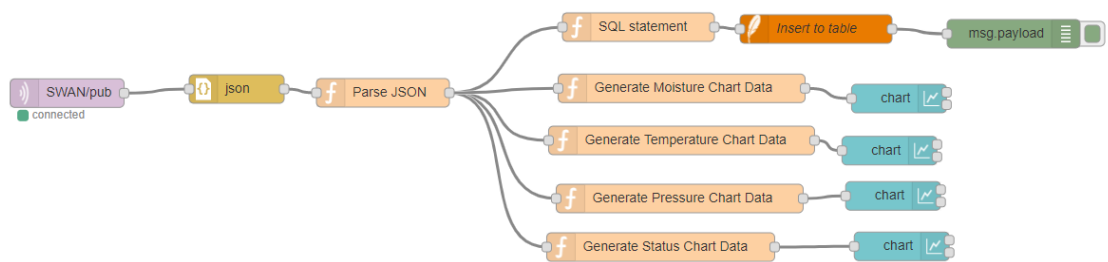 SQL statement
Insert to table
msg.payload
SWAN/pub
connected
json
Parse JSON
Generate Moisture Chart Data
chart
Generate Temperature Chart Data
chart
Generate Pressure Chart Data
chart
Generate Status Chart Data
chart